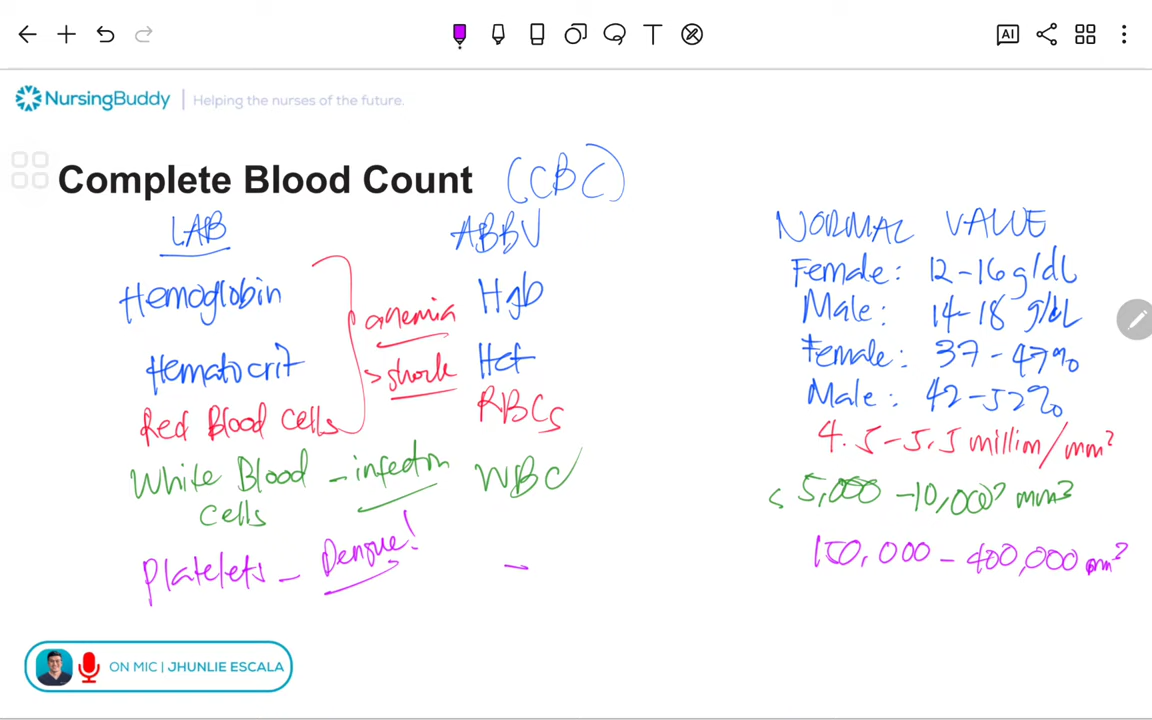 AI
NursingBuddy | Helping the nurses of the future.
Complete Blood Count (CBC)
LAB ABBV NORMAL VALUE
Hemoglobin Hgb Female: 12-16 g/dL
Male: 14-18 g/dL
anemia
Hematocrit Hct Female: 37-47%
> shock Male: 42-52%
Red Blood Cells RBCs 4.5-5.5 million/mm³
White Blood - infection WBC < 5,000 -10,000> mm³
Cells
Platelets - Dengue! - 150,000 - 400,000 mm³
ON MIC | JHUNLIE ESCALA